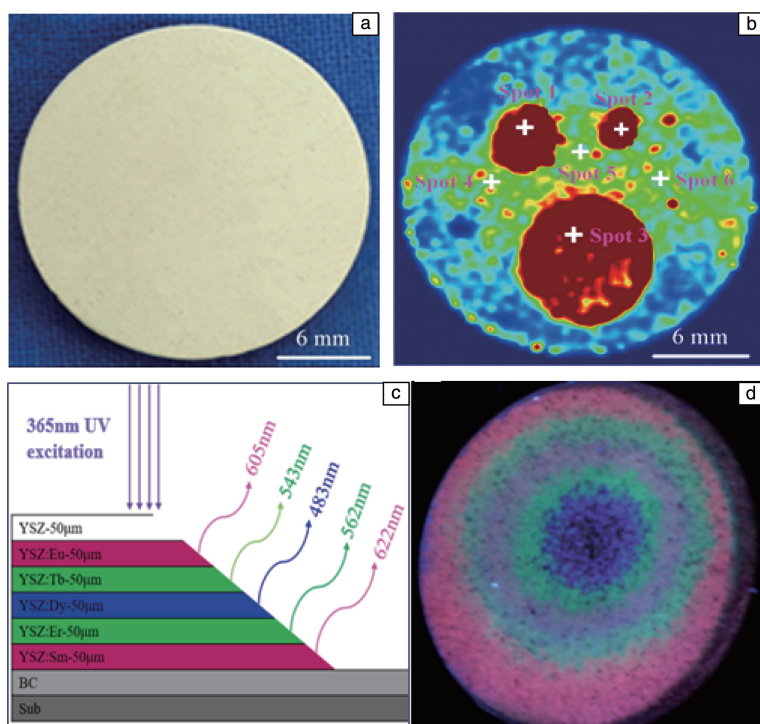 a
6 mm
b
Spot 1
Spot 2
Spot 4
Spot 5
Spot 6
Spot 3
6 mm
c
365nm UV
excitation
605nm
543nm
483nm
562nm
622nm
YSZ-50μm
YSZ:Eu-50μm
YSZ:Tb-50μm
YSZ:Dy-50μm
YSZ:Er-50μm
YSZ:Sm-50μm
BC
Sub
d